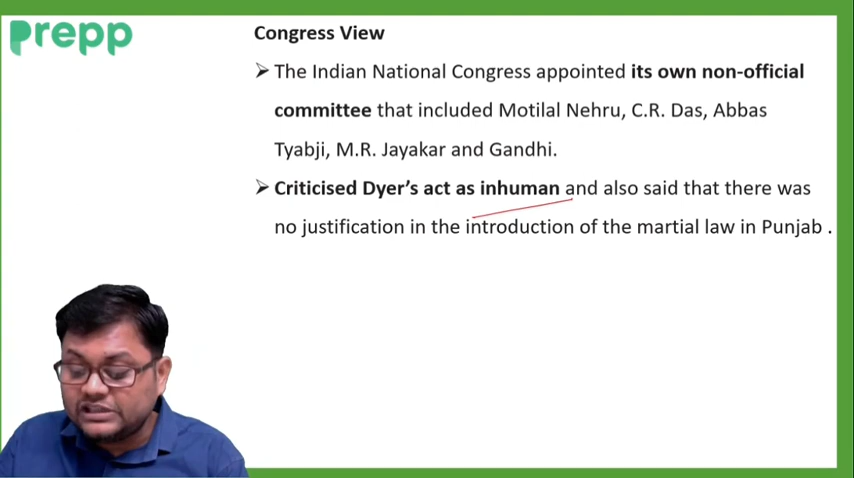 Prepp
Congress View
➤ The Indian National Congress appointed its own non-official
committee that included Motilal Nehru, C.R. Das, Abbas
Tyabji, M.R. Jayakar and Gandhi.
➤ Criticised Dyer’s act as inhuman and also said that there was
no justification in the introduction of the martial law in Punjab .